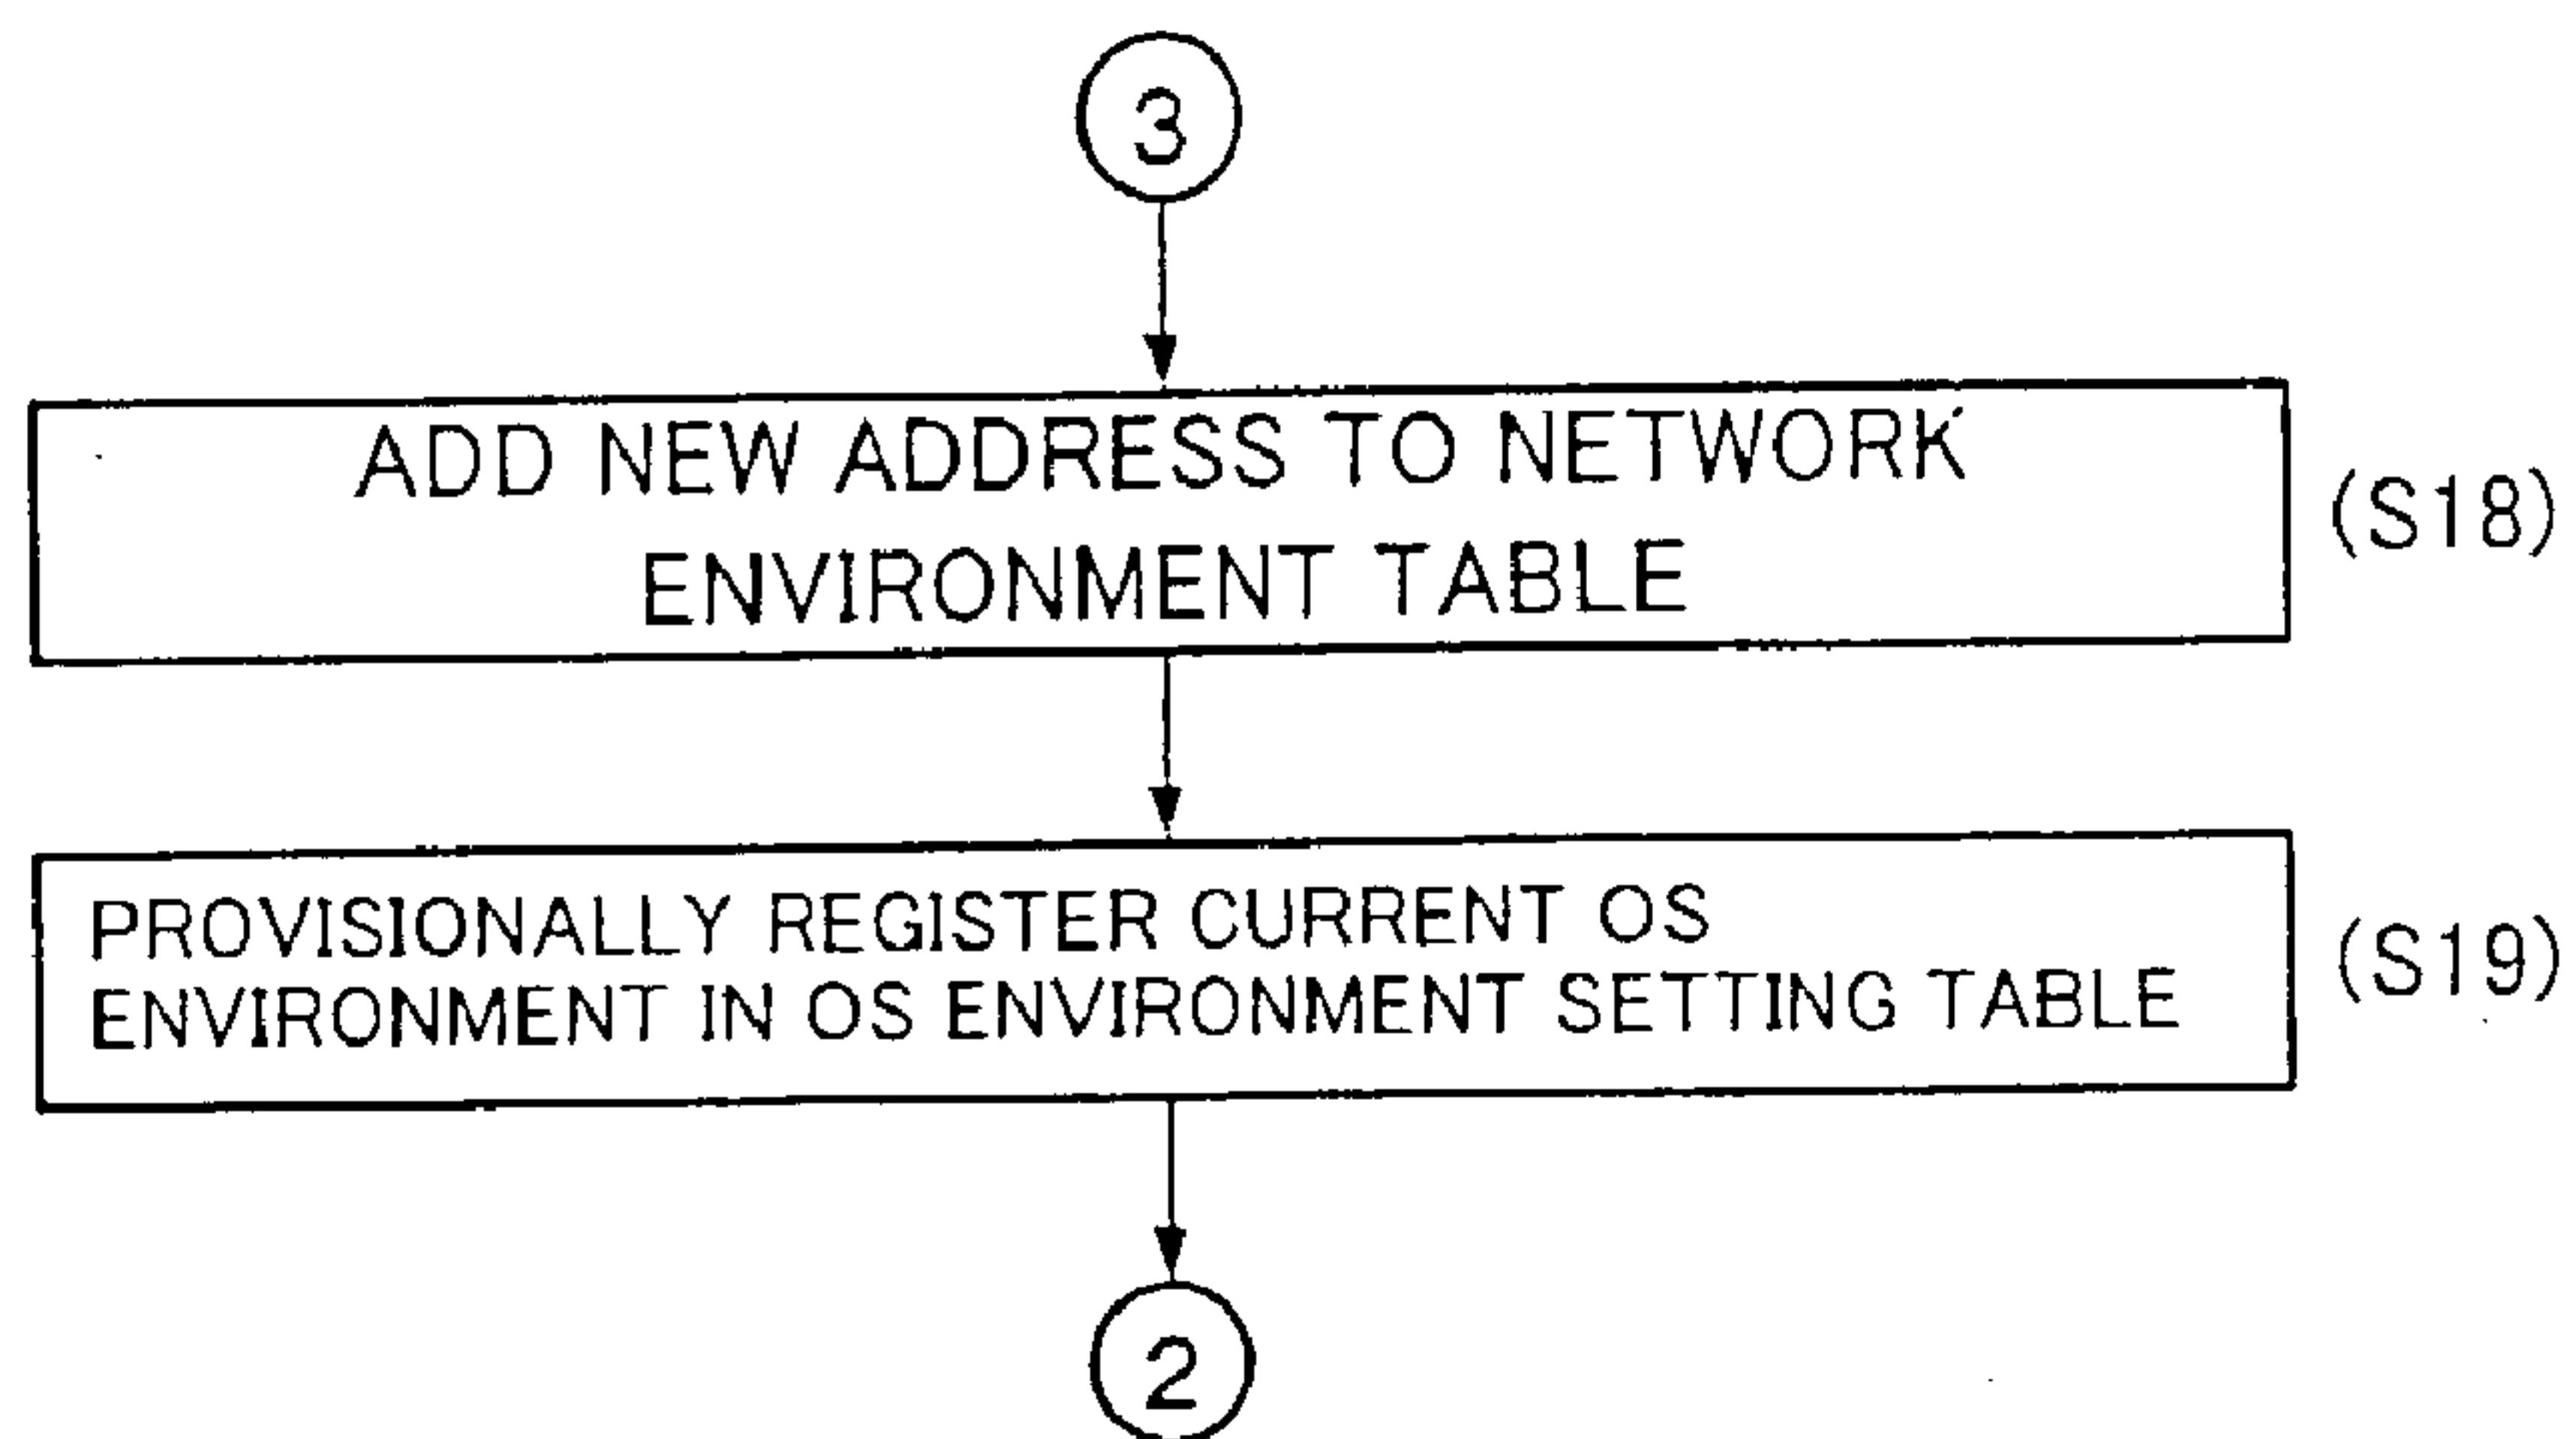 3
ADD NEW ADDRESS TO NETWORK
ENVIRONMENT TABLE
(S18)
PROVISIONALLY REGISTER CURRENT OS
ENVIRONMENT IN OS ENVIRONMENT SETTING TABLE
(S19)
2